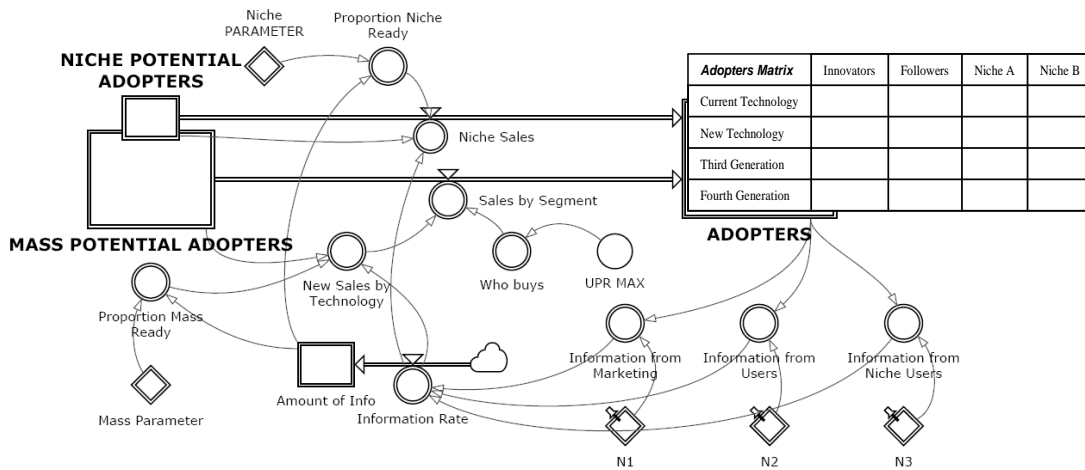 Niche
PARAMETER
Proportion Niche
Ready
NICHE POTENTIAL
ADOPTERS
Adopters Matrix Innovators Followers Niche A Niche B
Current Technology
New Technology
Third Generation
Fourth Generation
Niche Sales
Sales by Segment
MASS POTENTIAL ADOPTERS
ADOPTERS
New Sales by
Technology
Who buys
UPR MAX
Proportion Mass
Ready
Information from
Marketing
Information from
Users
Information from
Niche Users
Amount of Info
Information Rate
Mass Parameter
N1
N2
N3